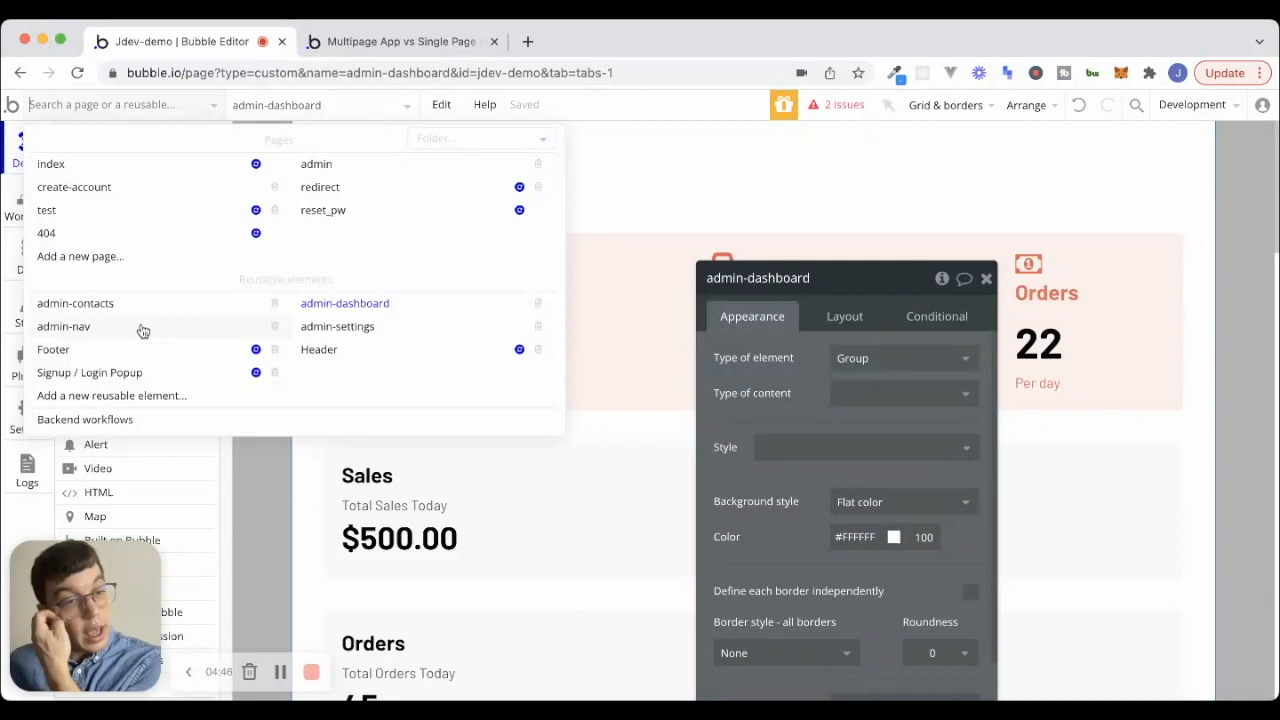 Jdev-demo | Bubble Editor
Multipage App vs Single Page
bubble.io/page?type=custom&name=admin-dashboard&id=jdev-demo&tab=tabs-1
bw
J
Update
b
Search a page or a reusable...
admin-dashboard
Edit
Help
Saved
2 issues
Grid & borders
Arrange
Development
Pages
Folder...
index
admin
create-account
redirect
test
reset_pw
404
Add a new page...
Reusable elements
admin-contacts
admin-dashboard
admin-nav
admin-settings
Footer
Header
Signup / Login Popup
Add a new reusable element...
Backend workflows
Logs
Alert
Video
</> HTML
Map
Built on Bubble
Sales
Total Sales Today
$500.00
Orders
Total Orders Today
Orders
22
Per day
admin-dashboard
Appearance
Layout
Conditional
Type of element
Group
Type of content
Style
Background style
Flat color
Color
#FFFFFF
100
Define each border independently
Border style - all borders
Roundness
None
0
04:46